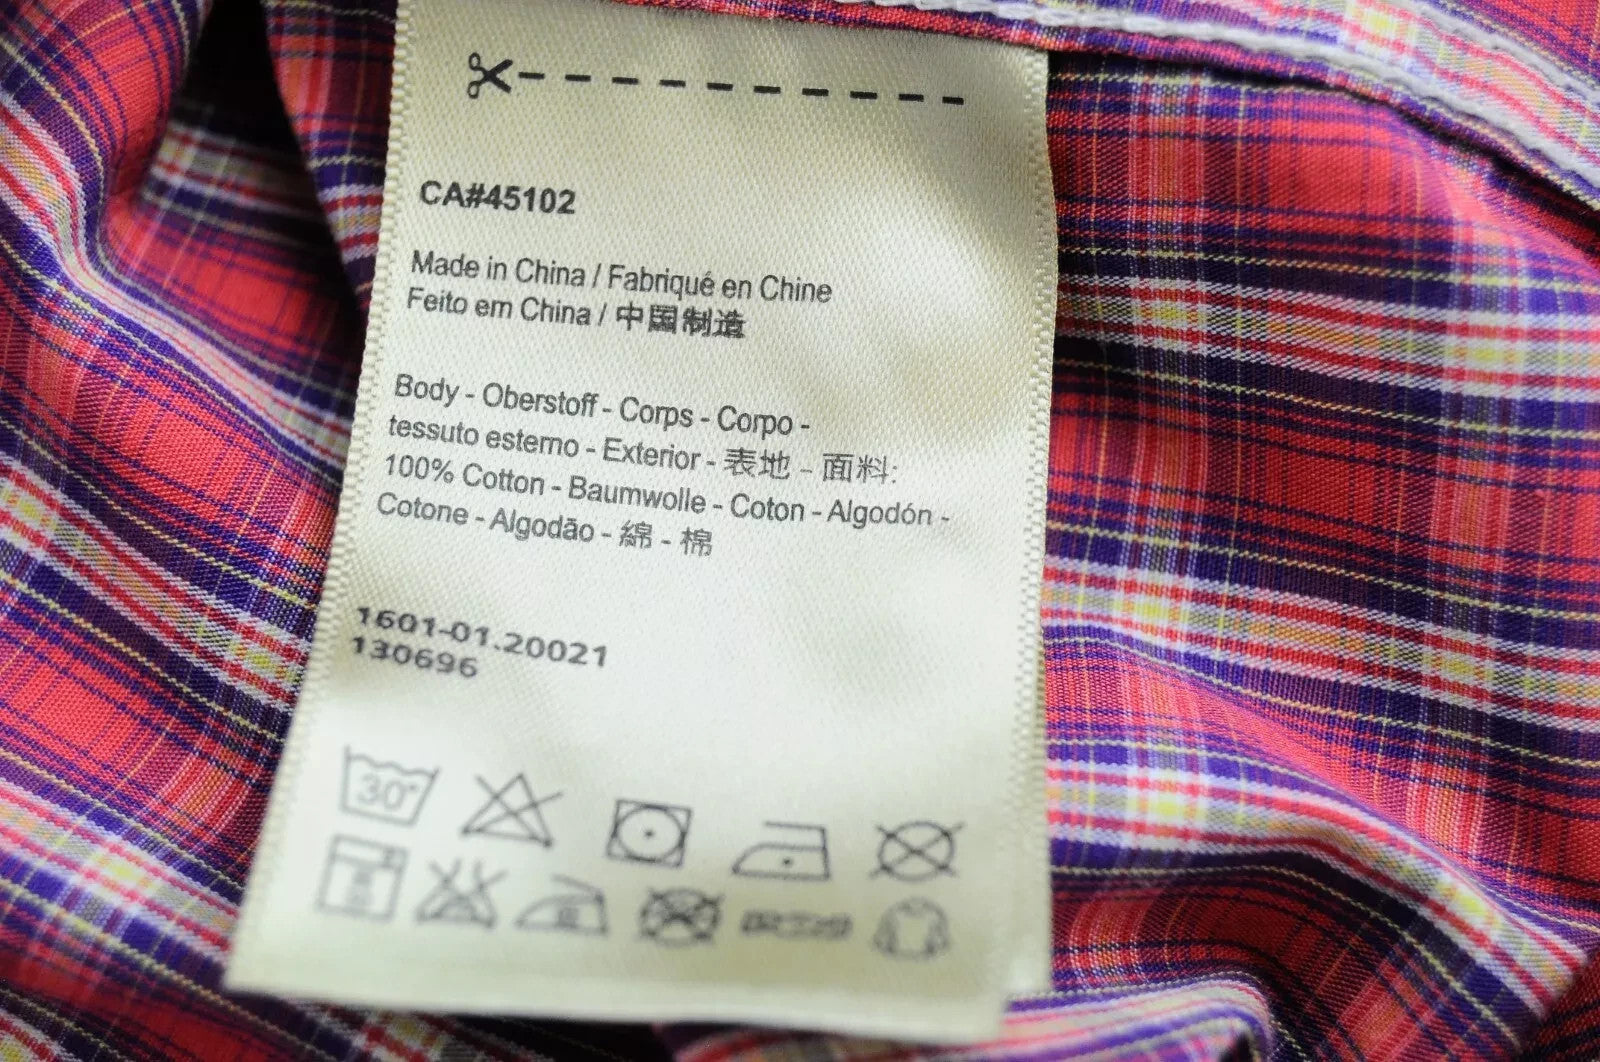 CA#45102
Made in China / Fabriqué en Chine
Feito em China / 中国制造
Body - Oberstoff - Corps - Corpo -
tessuto esterno - Exterior - 表地 - 面料:
100% Cotton - Baumwolle - Coton - Algodón -
Cotone - Algodão - 綿 - 棉
1601-01.20021
130696
30°